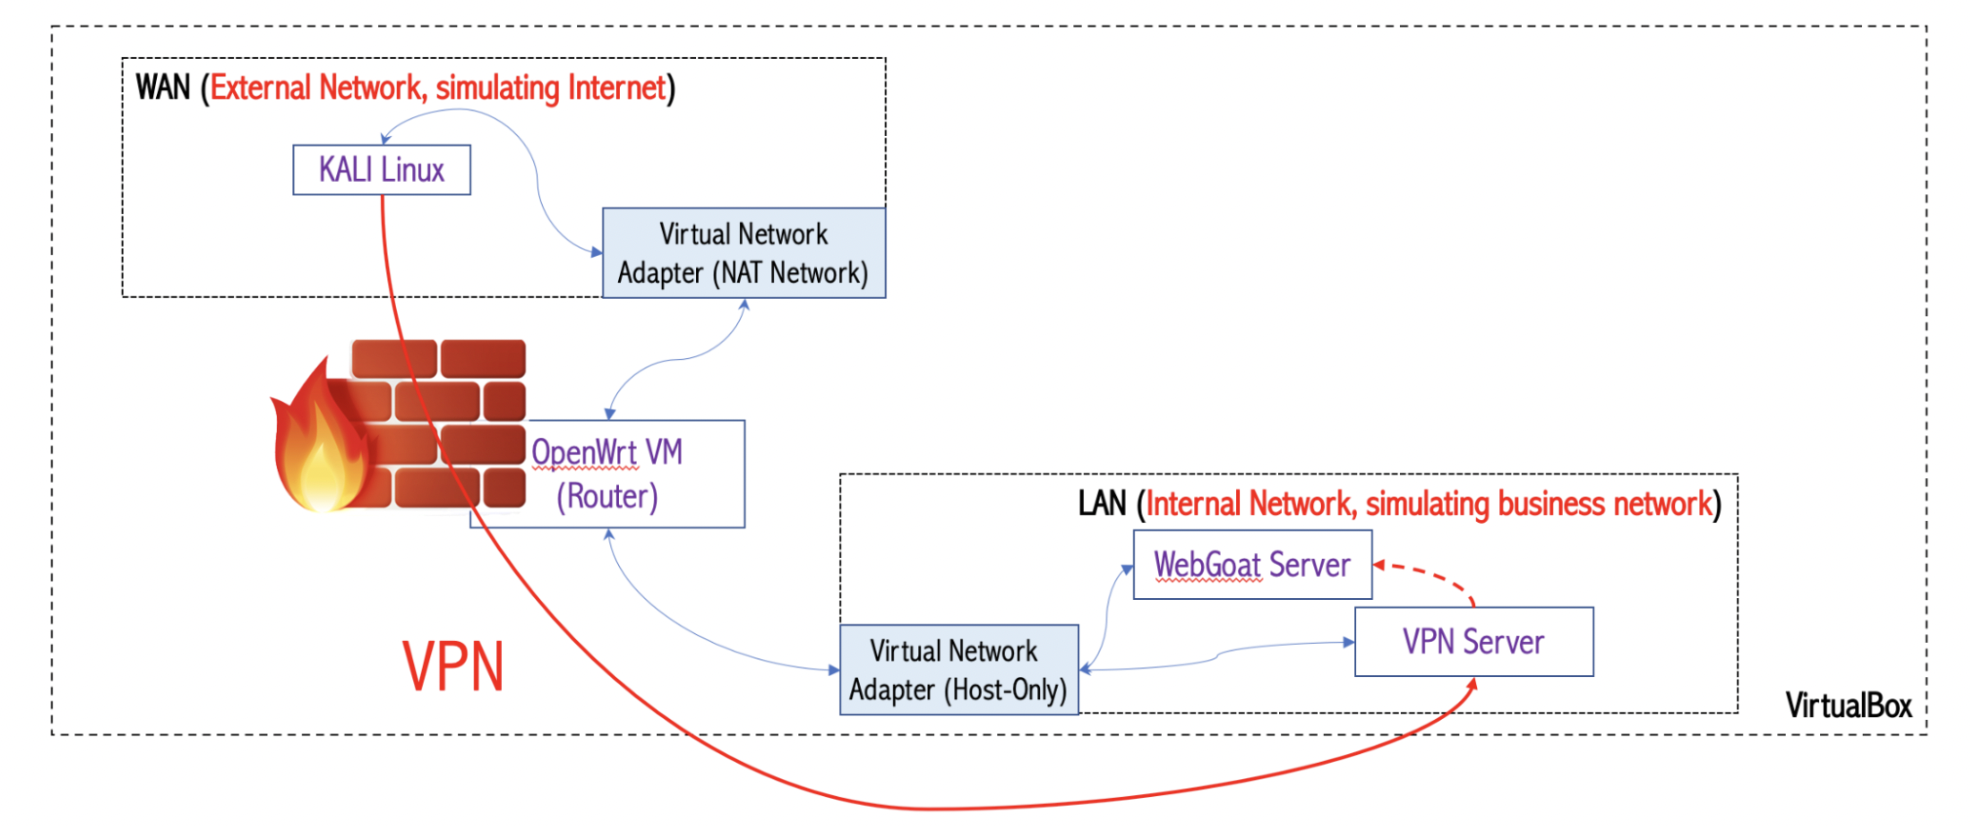 WAN (External Network, simulating Internet)
KALI Linux
Virtual Network
Adapter (NAT Network)
OpenWrt VM
(Router)
LAN (Internal Network, simulating business network)
WebGoat Server
VPN Server
VPN
Virtual Network
Adapter (Host-Only)
VirtualBox